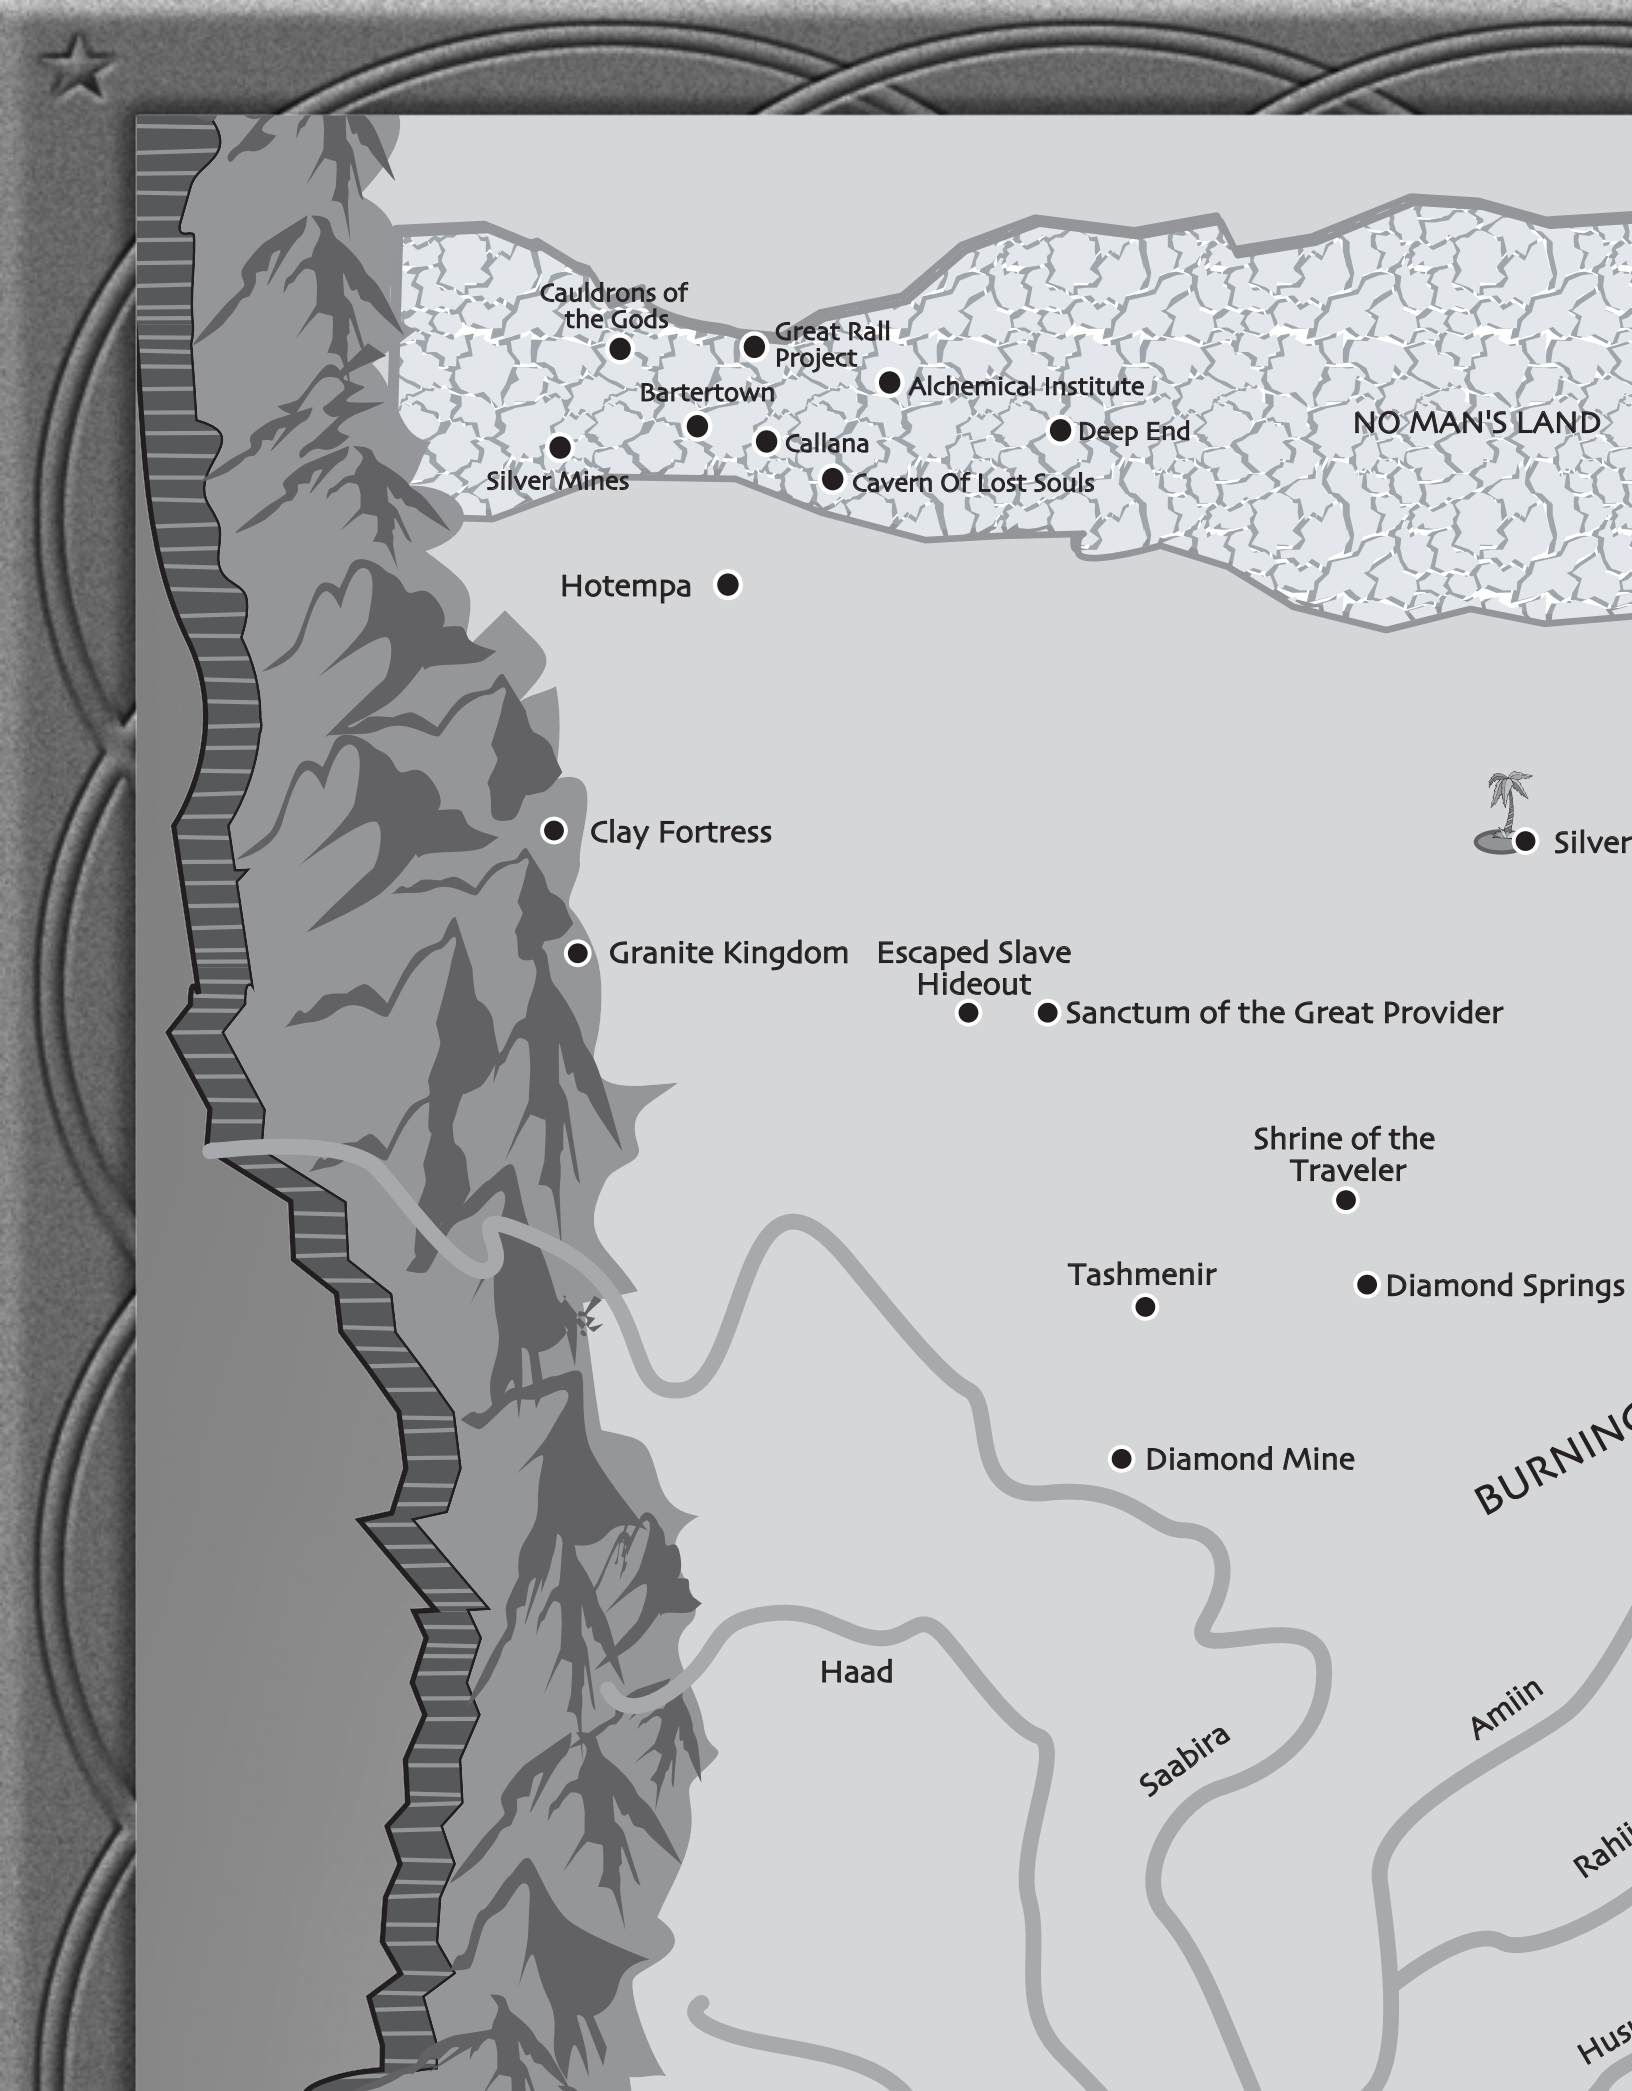 Cauldrons of
the Gods
Great Rall
Project
Bartertown
Alchemical Institute
NO MAN'S LAND
Deep End
Callana
Silver Mines
Cavern Of Lost Souls
Hotempa
Clay Fortress
Silver
Granite Kingdom
Escaped Slave
Hideout
Sanctum of the Great Provider
Shrine of the
Traveler
Tashmenir
Diamond Springs
BURNING
Diamond Mine
Haad
Amiin
Saabira